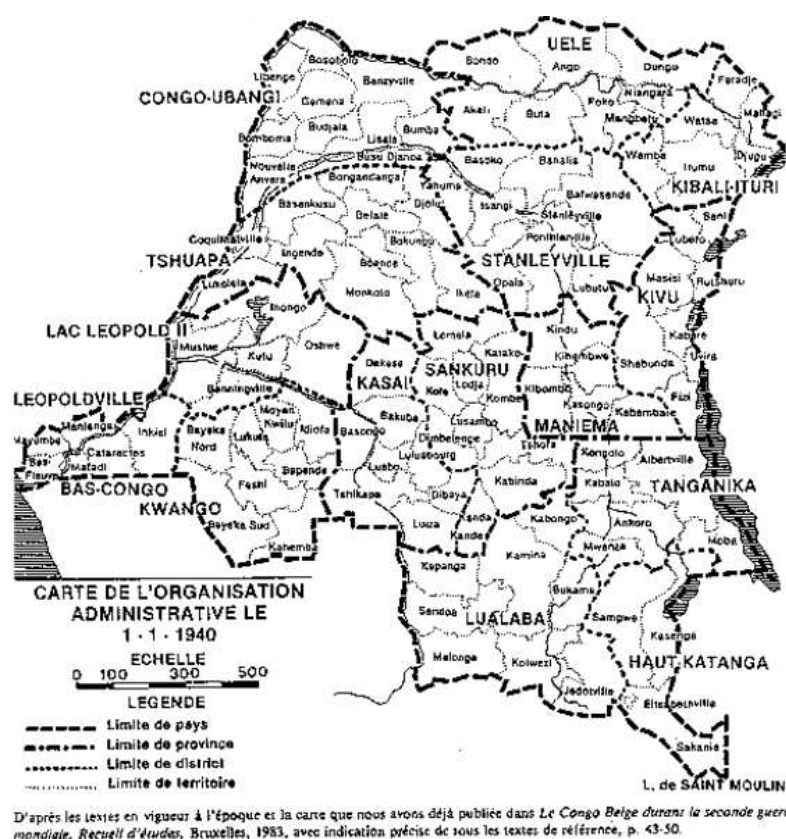 UELE
Bosobolo
Bondo
Ango
Dungu
Libenge
Banzyville
Niangara
Faradje
CONGO-UBANGI
Gemena
Akeli
Buta
Poko
Mahagi
Mangbetu
Watsa
Bomboma
Budjala
Lisala
Bumba
Djugu
Nouvelle
Anvers
Busu Djanoa
Basoko
Banalia
Wamba
Irumu
Bongandanga
Yahuma
Bafwasende
KIBALI-ITURI
Basankusu
Djolu
Isangi
Stanleyville
Befale
Beni
Coquilhatville
Bokungu
Ponthierville
Lubero
TSHUAPA
Ingende
Boende
STANLEYVILLE
Masisi
Rutshuru
Lukolela
Monkoto
Ikela
Opala
Lubutu
KIVU
Inongo
LAC LEOPOLD II
Mushie
Kutu
Oshwe
Lomela
Kindu
Kabare
Dekese
SANKURU
Katako
Kihembwe
Shabunda
Uvira
KASAI
Kole
Lodja
LEOPOLDVILLE
Banningville
Kombe
Kibombo
Fizi
Moyen
Kwilu
Kasongo
Kabambare
Mayumbe
Manianga
Inkisi
Bayaka
Nord
Lukula
Idiofa
Basongo
Bakuba
Lusambo
MANIEMA
Bas-
Fleuve
Cataractes
Matadi
Dimbelenge
Tshofa
Luluabourg
Kongolo
Albertville
BAS-CONGO
Feshi
Bapende
Luebo
Kabinda
Kabalo
TANGANIKA
KWANGO
Tshikapa
Dibaya
Bayaka Sud
Luiza
Kanda
Kanda
Kabongo
Ankoro
Moba
Kahemba
Kamina
Mwanza
Kapanga
Bukama
CARTE DE L'ORGANISATION
ADMINISTRATIVE LE
1-1-1940
Sandoa
LUALABA
Sampwe
Kasenga
ECHELLE
0 100 300 500
Malonga
Kolwezi
HAUT-KATANGA
Jadotville
Elisabethville
LEGENDE
Limite de pays
Limite de province
Limite de district
Limite de territoire
Sakania
L. de SAINT MOULIN
D'après les textes en vigueur à l'époque et la carte que nous avons déjà publiée dans Le Congo Belge durant la seconde guerre
mondiale. Recueil d'études, Bruxelles, 1983, avec indication précise de tous les textes de référence, p. 43-50.